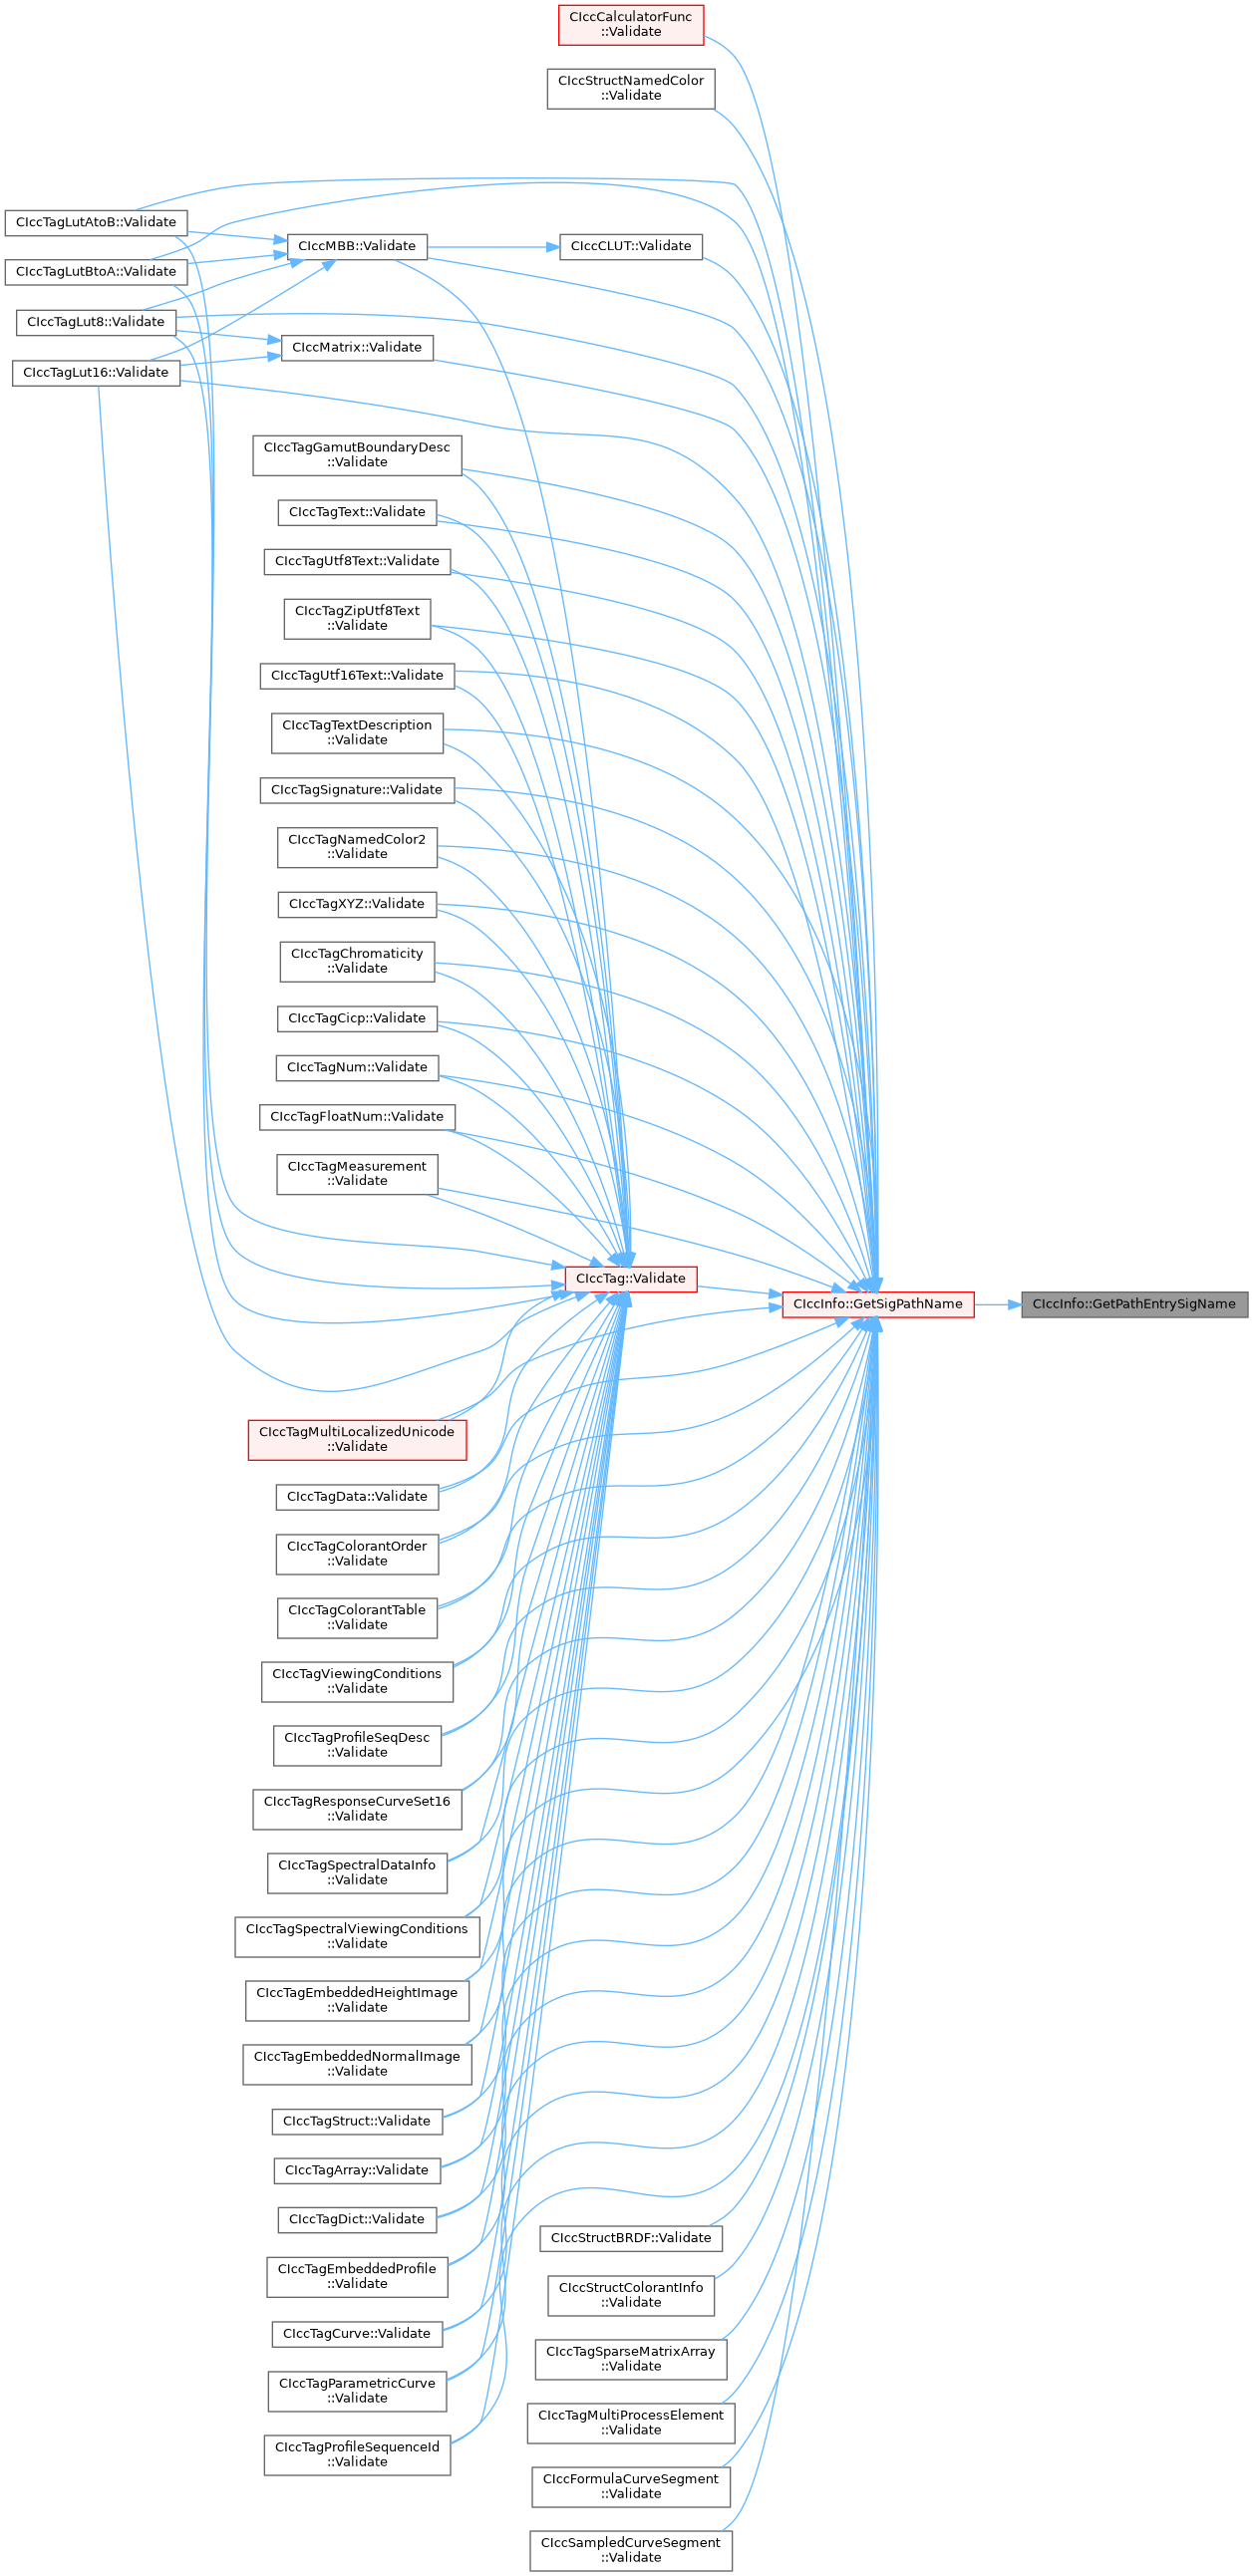 CIccCalculatorFunc
::Validate
CIccStructNamedColor
::Validate
CIccTagLutAtoB::Validate
CIccMBB::Validate
CIccCLUT::Validate
CIccTagLutBtoA::Validate
CIccTagLut8::Validate
CIccMatrix::Validate
CIccTagLut16::Validate
CIccTagGamutBoundaryDesc
::Validate
CIccTagText::Validate
CIccTagUtf8Text::Validate
CIccTagZipUtf8Text
::Validate
CIccTagUtf16Text::Validate
CIccTagTextDescription
::Validate
CIccTagSignature::Validate
CIccTagNamedColor2
::Validate
CIccTagXYZ::Validate
CIccTagChromaticity
::Validate
CIccTagCicp::Validate
CIccTagNum::Validate
CIccTagFloatNum::Validate
CIccTagMeasurement
::Validate
CIccTag::Validate
CIccInfo::GetSigPathName
CIccInfo::GetPathEntrySigName
CIccTagMultiLocalizedUnicode
::Validate
CIccTagData::Validate
CIccTagColorantOrder
::Validate
CIccTagColorantTable
::Validate
CIccTagViewingConditions
::Validate
CIccTagProfileSeqDesc
::Validate
CIccTagResponseCurveSet16
::Validate
CIccTagSpectralDataInfo
::Validate
CIccTagSpectralViewingConditions
::Validate
CIccTagEmbeddedHeightImage
::Validate
CIccTagEmbeddedNormalImage
::Validate
CIccTagStruct::Validate
CIccTagArray::Validate
CIccTagDict::Validate
CIccStructBRDF::Validate
CIccTagEmbeddedProfile
::Validate
CIccStructColorantInfo
::Validate
CIccTagCurve::Validate
CIccTagSparseMatrixArray
::Validate
CIccTagParametricCurve
::Validate
CIccTagMultiProcessElement
::Validate
CIccTagProfileSequenceId
::Validate
CIccFormulaCurveSegment
::Validate
CIccSampledCurveSegment
::Validate